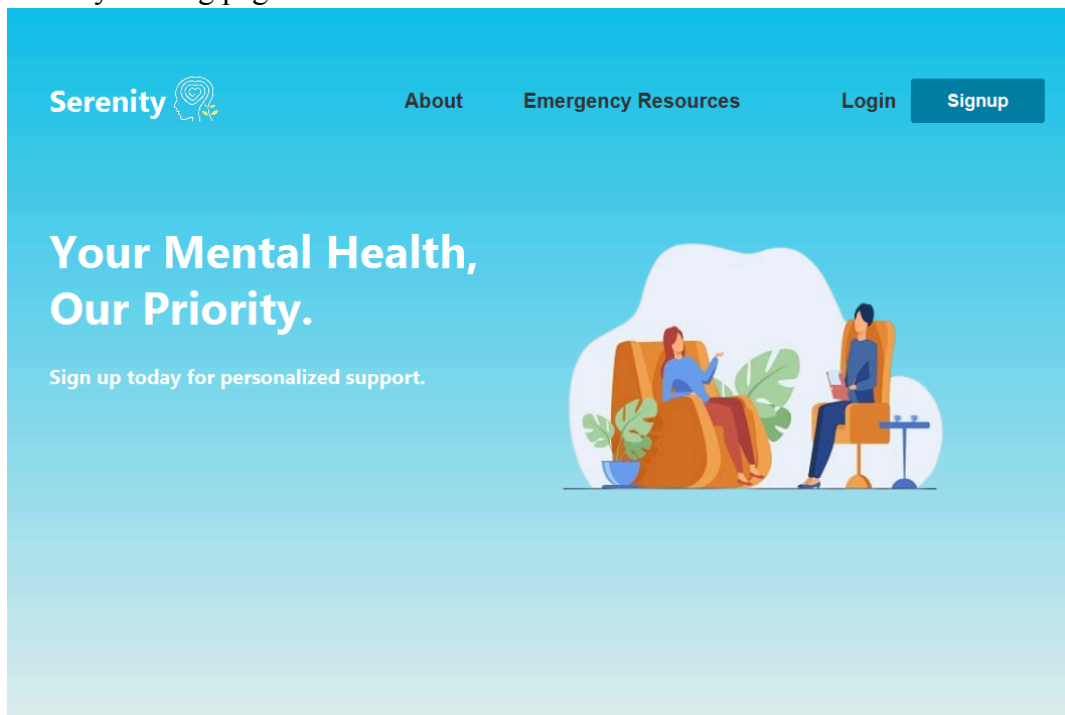 Serenity
About
Emergency Resources
Login
Signup
Your Mental Health,
Our Priority.
Sign up today for personalized support.